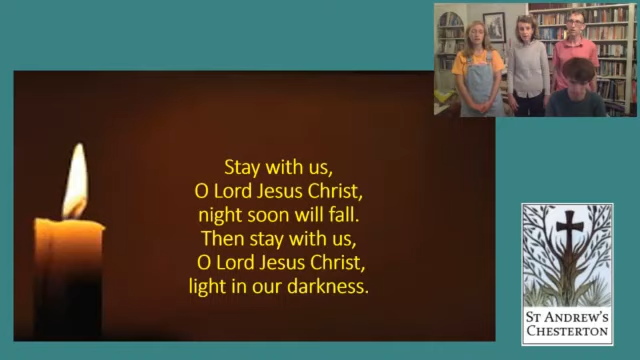 Stay with us,
O Lord Jesus Christ,
night soon will fall.
Then stay with us,
O Lord Jesus Christ,
light in our darkness.
ST ANDREW'S
CHESTERTON